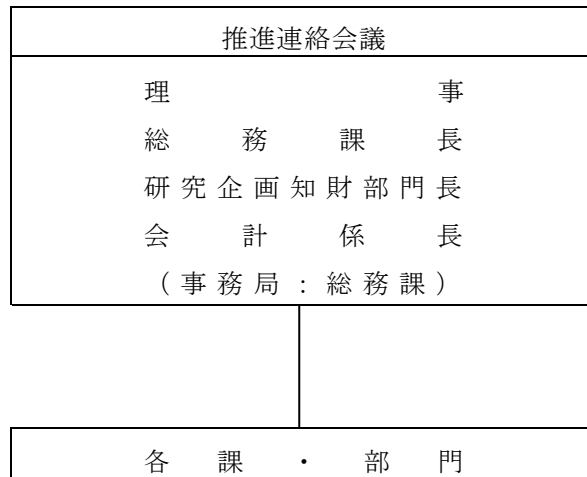 推進連絡会議
理事
総務課長
研究企画知財部門長
会計係長
(事務局:総務課)
各課・部門